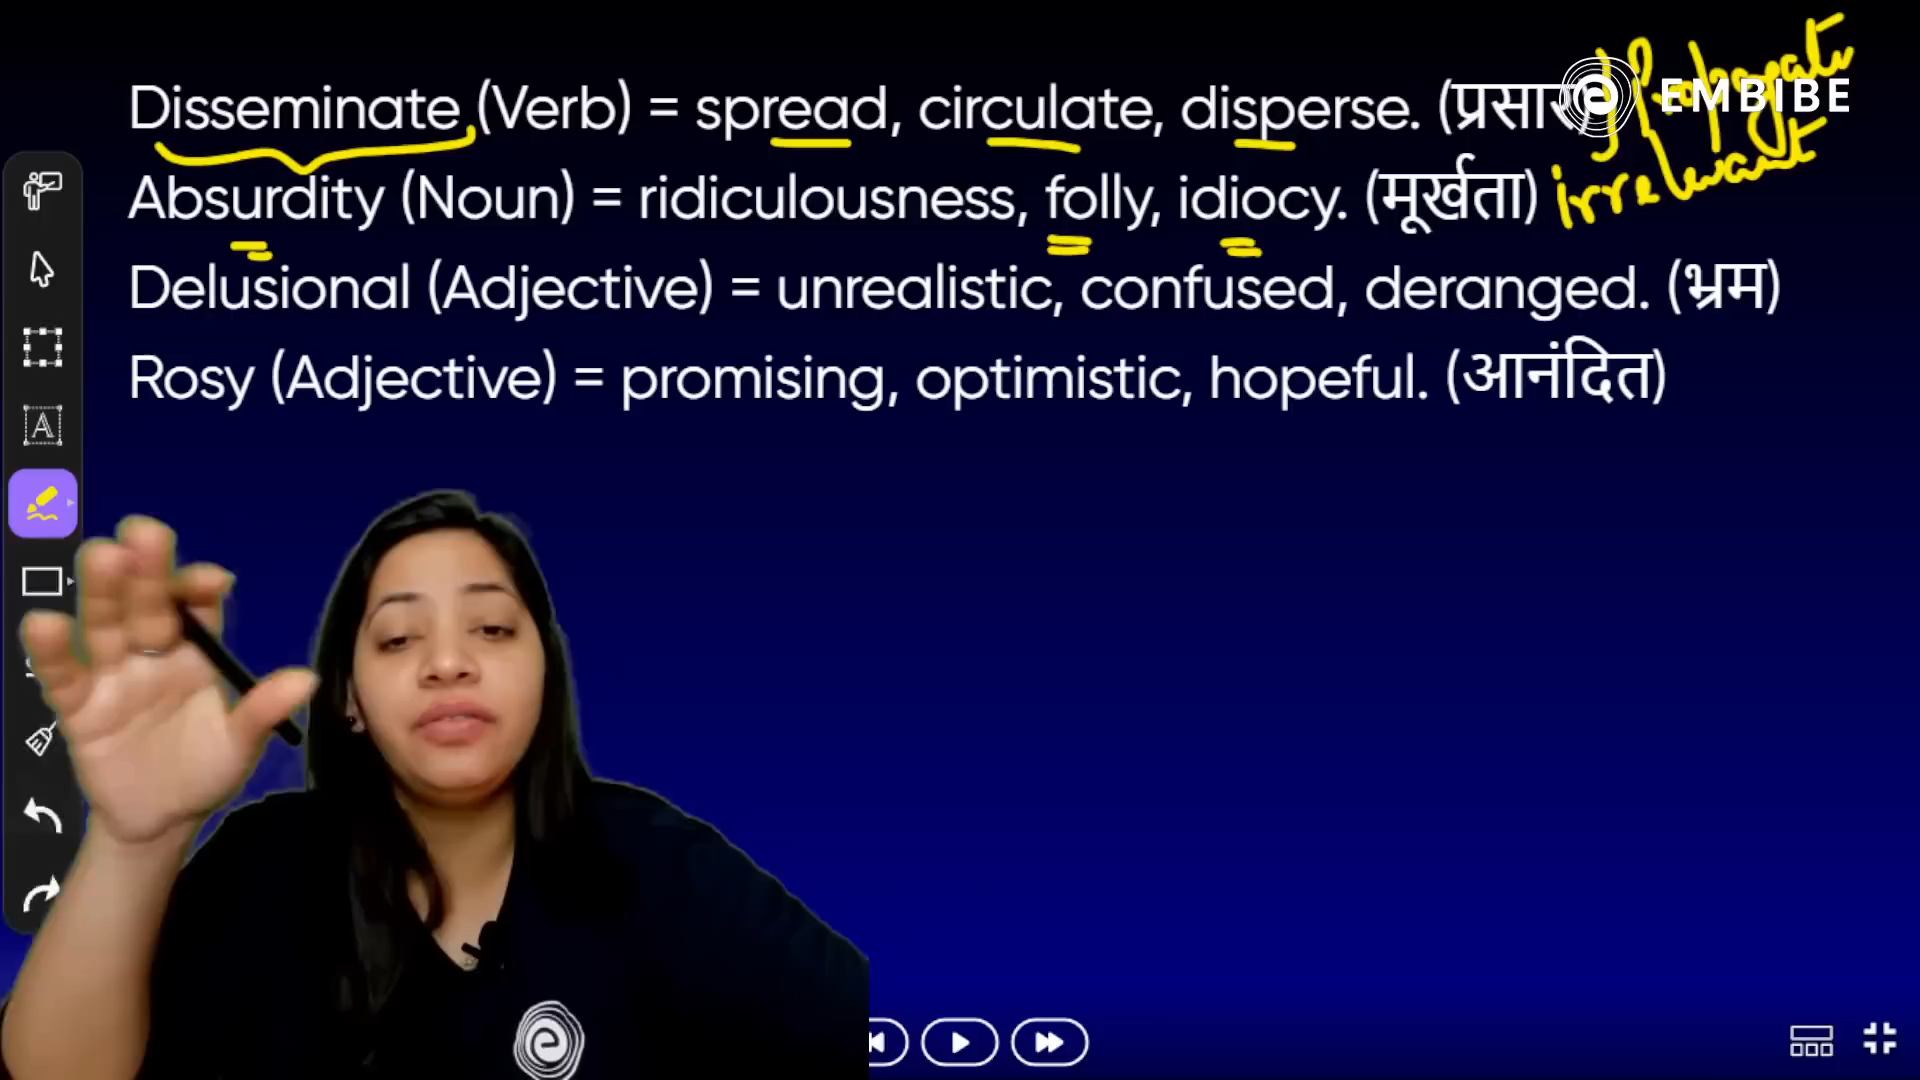 Disseminate (Verb) = spread, circulate, disperse.
EMBIBE
Absurdity (Noun) = ridiculousness, folly, idiocy. (मूर्खता) irrelevant
Delusional (Adjective) = unrealistic, confused, deranged. (भ्रम)
Rosy (Adjective) = promising, optimistic, hopeful. (आनंदित)